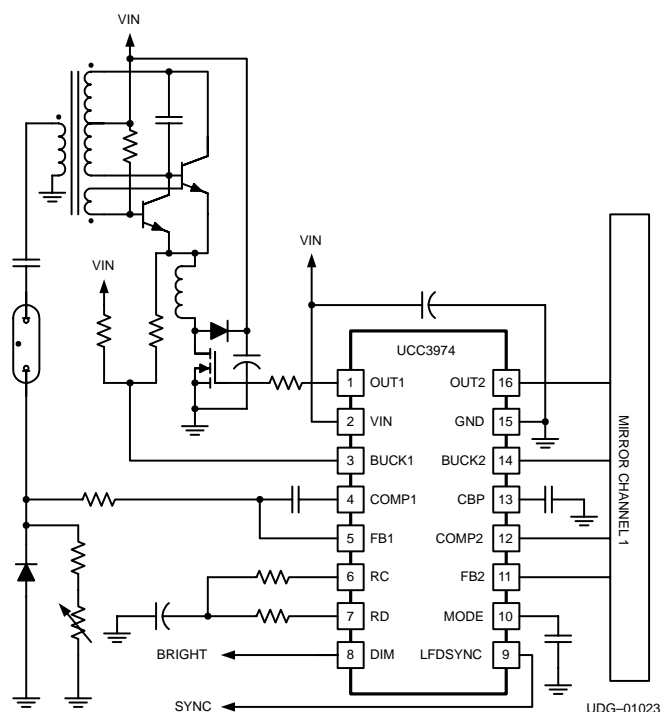 VIN
VIN
VIN
UCC3974
1 OUT1
OUT2 16
2 VIN
GND 15
3 BUCK1
BUCK2 14
4 COMP1
CBP 13
5 FB1
COMP2 12
6 RC
FB2 11
7 RD
MODE 10
8 DIM
LFDSYNC 9
BRIGHT
SYNC
MIRROR CHANNEL 1
UDG–01023